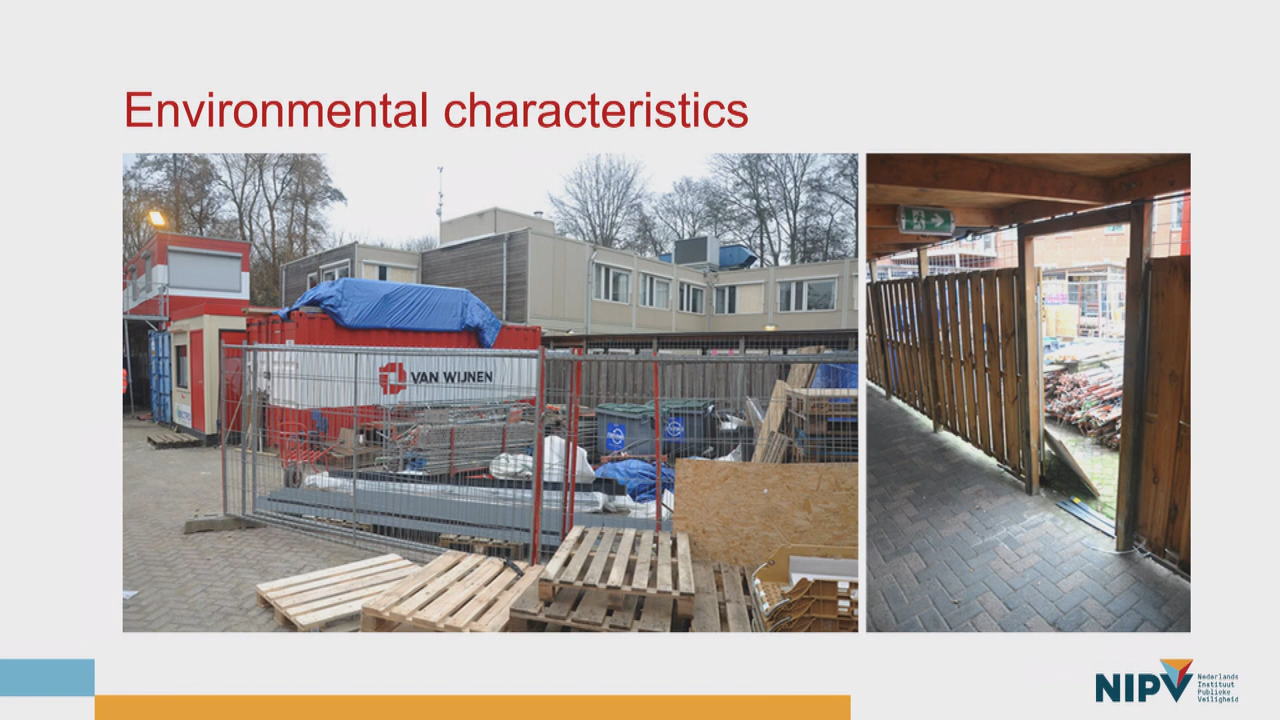 Environmental characteristics
VAN WIJNEN
NIPV
Nederlands
Instituut
Publieke
Veiligheid